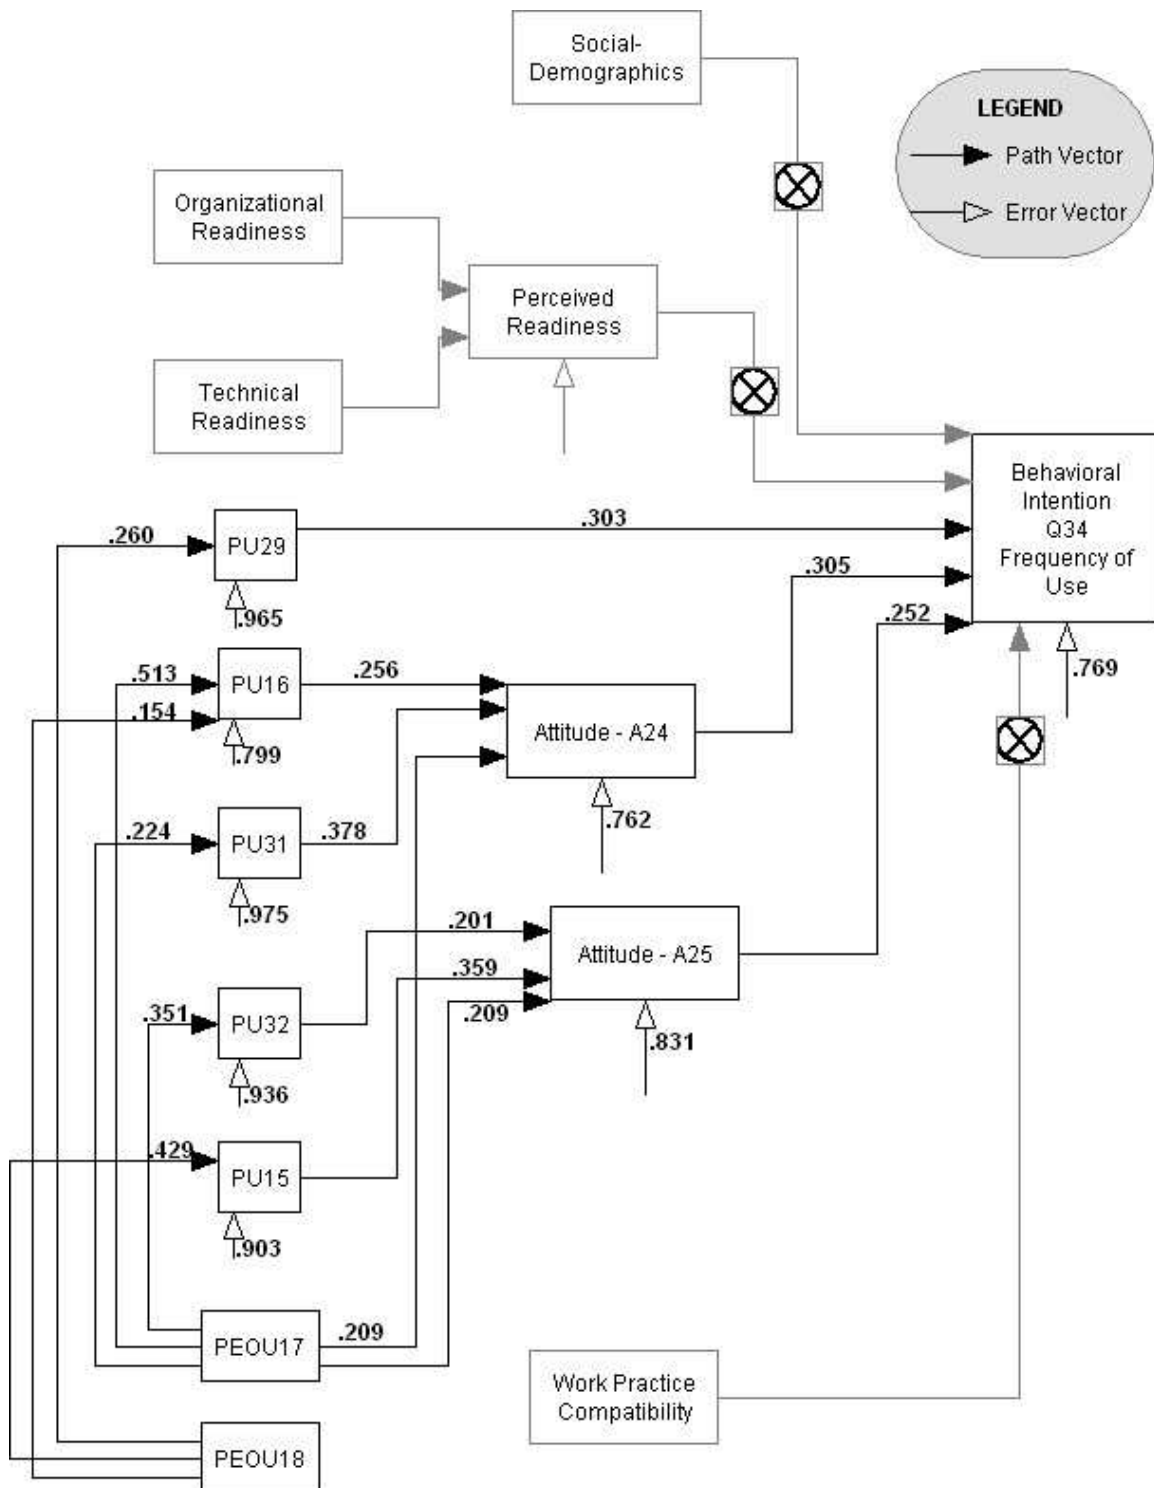 Social-
Demographics
LEGEND
Path Vector
Error Vector
Organizational
Readiness
Perceived
Readiness
Technical
Readiness
Behavioral
Intention
Q34
Frequency of
Use
.260
PU29
.303
.965
.305
.252
.769
.513
PU16
.256
.154
.799
Attitude - A24
.762
.224
PU31
.378
.975
.201
Attitude - A25
.359
.209
.831
.351
PU32
.936
.429
PU15
.903
PEOU17
.209
Work Practice
Compatibility
PEOU18